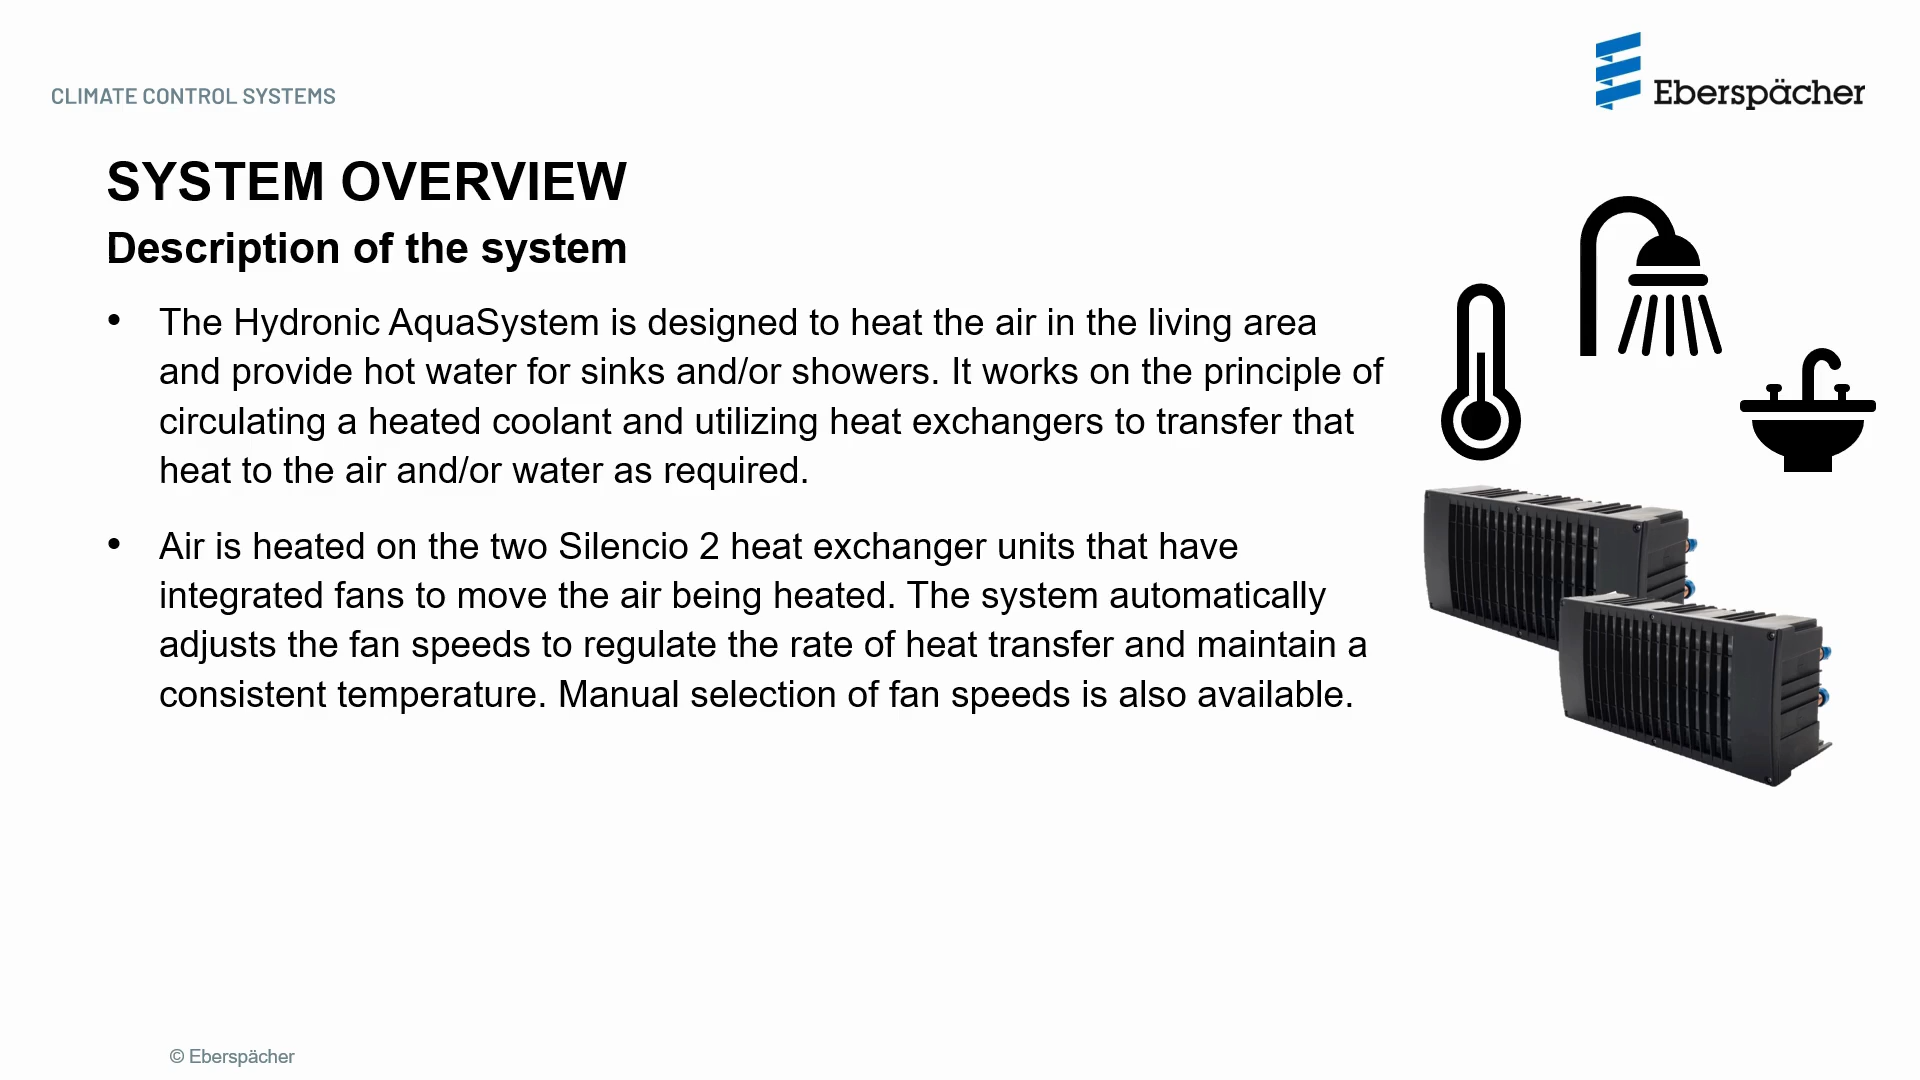 CLIMATE CONTROL SYSTEMS
Eberspächer
SYSTEM OVERVIEW
Description of the system
• The Hydronic AquaSystem is designed to heat the air in the living area
and provide hot water for sinks and/or showers. It works on the principle of
circulating a heated coolant and utilizing heat exchangers to transfer that
heat to the air and/or water as required.
• Air is heated on the two Silencio 2 heat exchanger units that have
integrated fans to move the air being heated. The system automatically
adjusts the fan speeds to regulate the rate of heat transfer and maintain a
consistent temperature. Manual selection of fan speeds is also available.
© Eberspächer